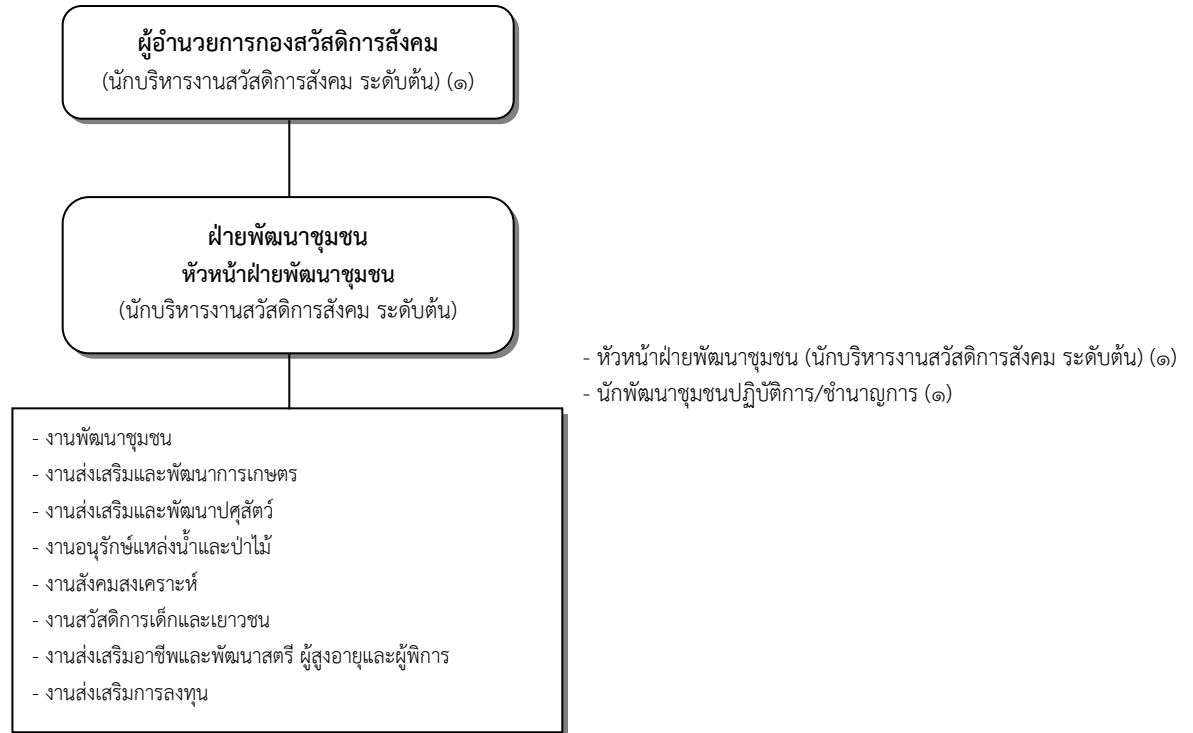 ผู้อำนวยการกองสวัสดิการสังคม
(นักบริหารงานสวัสดิการสังคม ระดับต้น) (๑)
ฝ่ายพัฒนาชุมชน
หัวหน้าฝ่ายพัฒนาชุมชน
(นักบริหารงานสวัสดิการสังคม ระดับต้น)
- หัวหน้าฝ่ายพัฒนาชุมชน (นักบริหารงานสวัสดิการสังคม ระดับต้น) (๑)
- นักพัฒนาชุมชนปฏิบัติการ/ชำนาญการ (๑)
- งานพัฒนาชุมชน
- งานส่งเสริมและพัฒนาการเกษตร
- งานส่งเสริมและพัฒนาปศุสัตว์
- งานอนุรักษ์แหล่งน้ำและป่าไม้
- งานสังคมสงเคราะห์
- งานสวัสดิการเด็กและเยาวชน
- งานส่งเสริมอาชีพและพัฒนาสตรี ผู้สูงอายุและผู้พิการ
- งานส่งเสริมการลงทุน